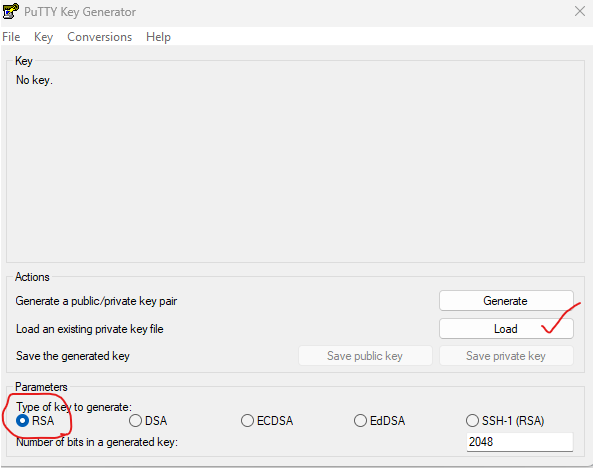 PuTTY Key Generator
File Key Conversions Help
Key
No key.
Actions
Generate a public/private key pair
Generate
Load an existing private key file
Load
Save the generated key
Save public key
Save private key
Parameters
Type of key to generate:
RSA DSA ECDSA EdDSA SSH-1 (RSA)
Number of bits in a generated key:
2048